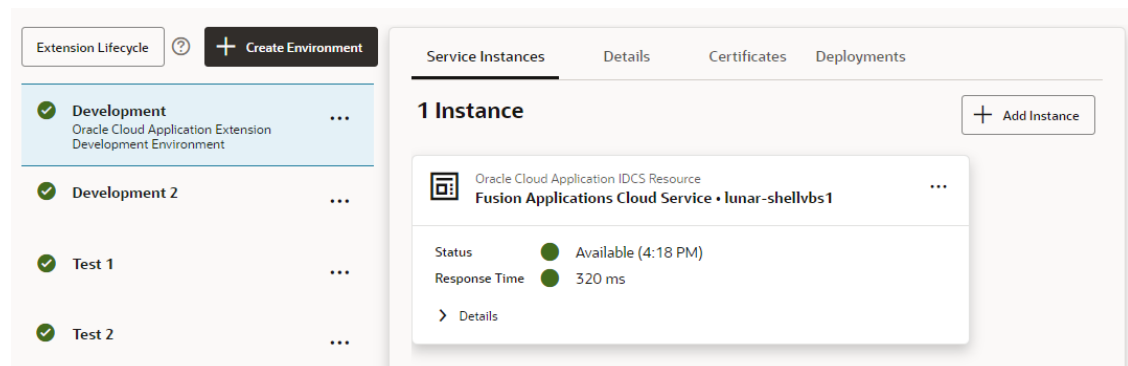 Extension Lifecycle ? + Create Environment
Development
Oracle Cloud Application Extension
Development Environment
...
Development 2
...
Test 1
...
Test 2
...
Service Instances Details Certificates Deployments
1 Instance
+ Add Instance
Oracle Cloud Application IDCS Resource
Fusion Applications Cloud Service • lunar-shellvbs1
...
Status Available (4:18 PM)
Response Time 320 ms
> Details